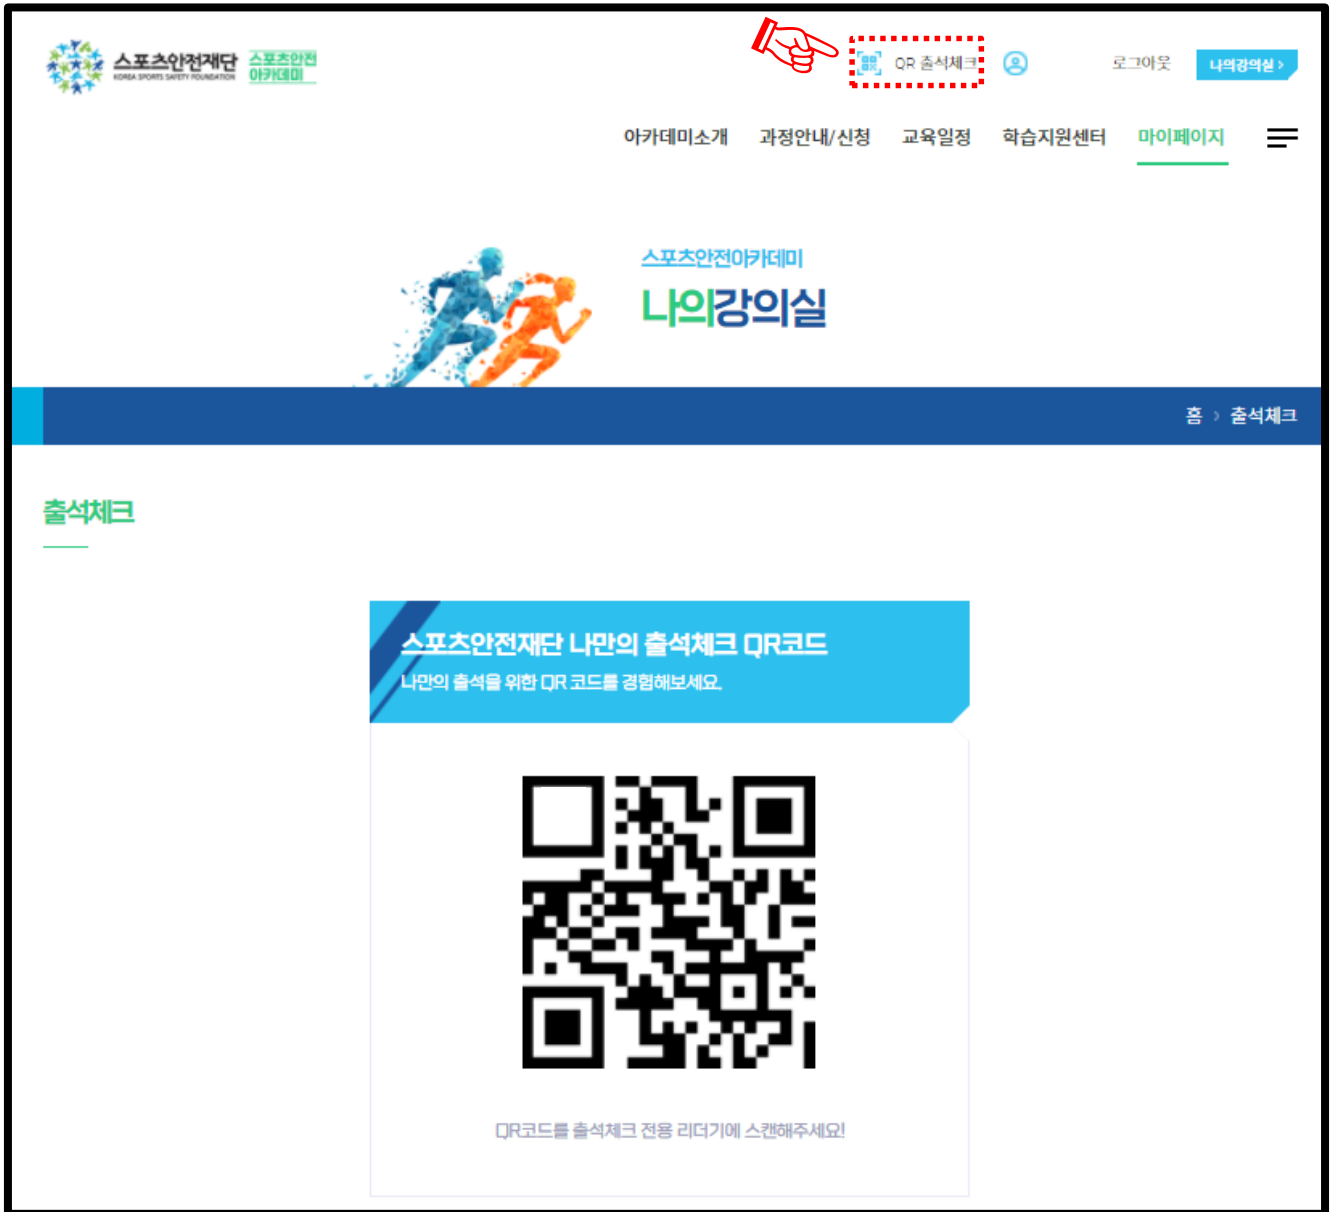 스포츠안전재단
KOREA SPORTS SAFETY FOUNDATION
스포츠안전
아카데미
QR 출석체크
로그아웃
나의강의실 >
아카데미소개 과정안내/신청 교육일정 학습지원센터 마이페이지
스포츠안전아카데미
나의강의실
홈 > 출석체크
출석체크
스포츠안전재단 나만의 출석체크 QR코드
나만의 출석을 위한 QR 코드를 경험해보세요.
QR코드를 출석체크 전용 리더기에 스캔해주세요!